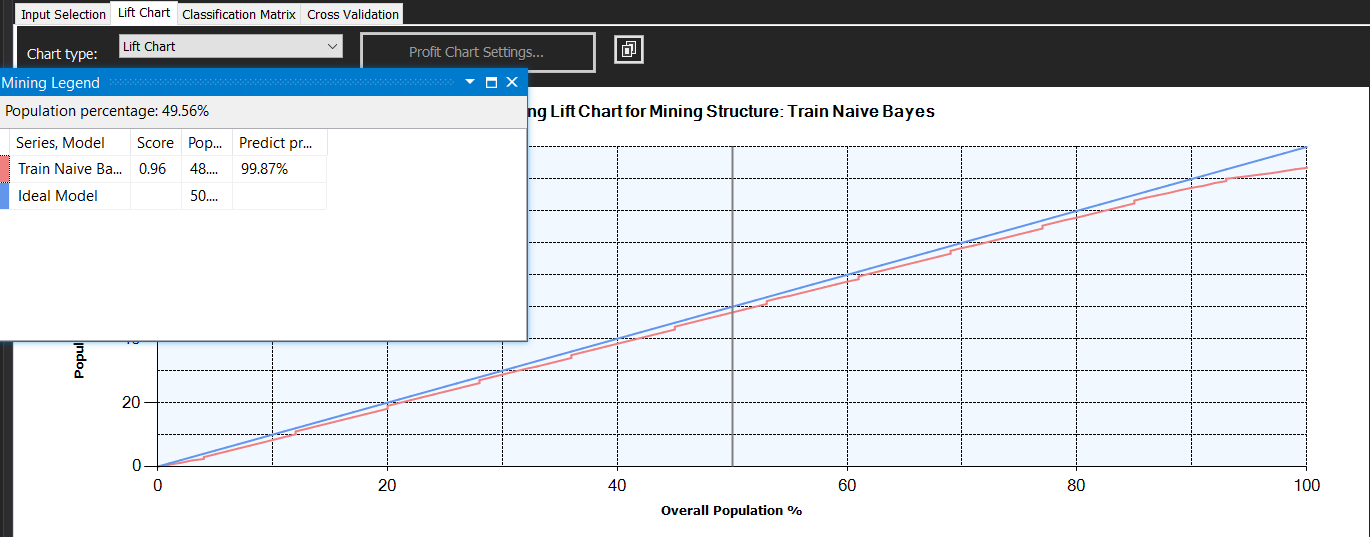 Input Selection Lift Chart Classification Matrix Cross Validation
Chart type: Lift Chart Profit Chart Settings...
Mining Legend
Population percentage: 49.56%
Series, Model Score Pop... Predict pr...
Train Naive Ba... 0.96 48.... 99.87%
Ideal Model 50....
ng Lift Chart for Mining Structure: Train Naive Bayes
Popul
20
0
0 20 40 60 80 100
Overall Population %